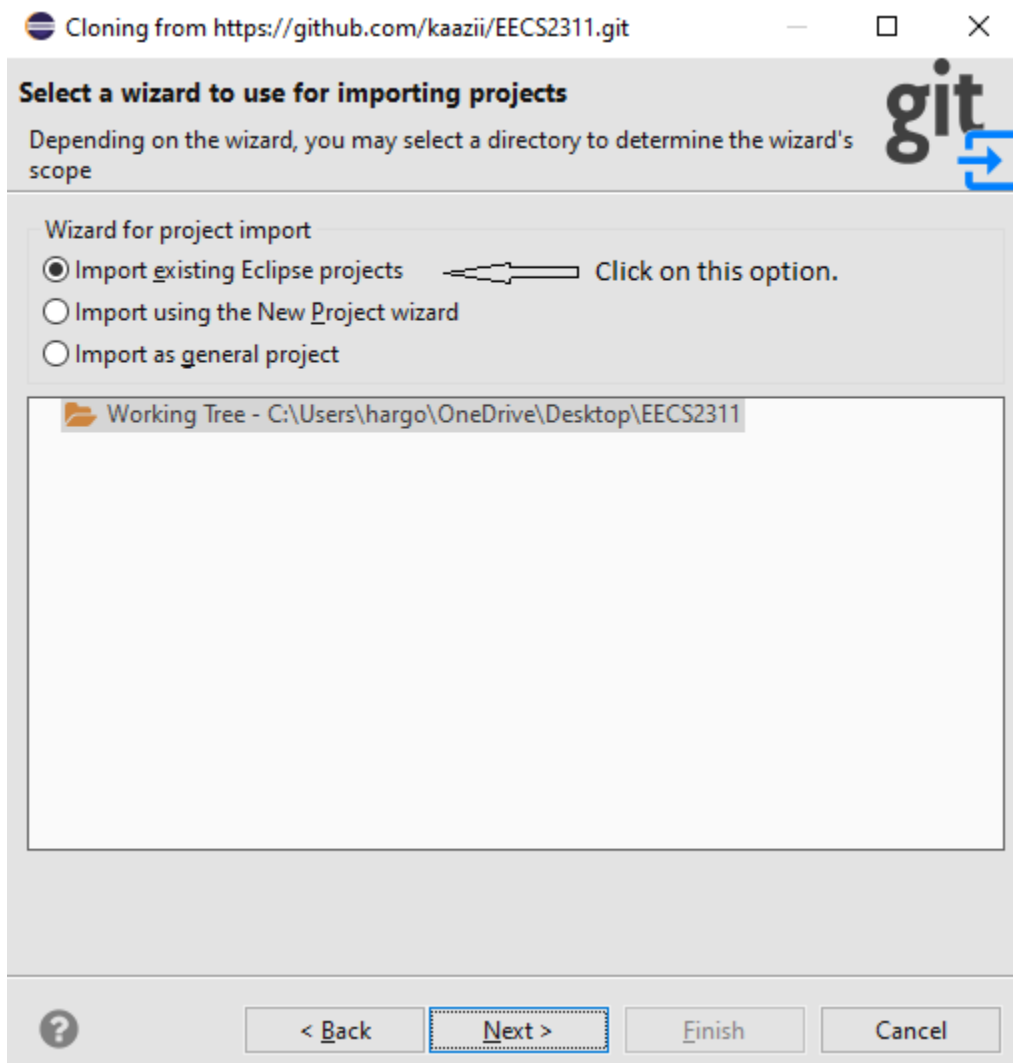 Cloning from https://github.com/kaazii/EECS2311.git
Select a wizard to use for importing projects
git
Depending on the wizard, you may select a directory to determine the wizard's
scope
Wizard for project import
Import existing Eclipse projects Click on this option.
Import using the New Project wizard
Import as general project
Working Tree - C:\Users\hargo\OneDrive\Desktop\EECS2311
? < Back Next > Finish Cancel